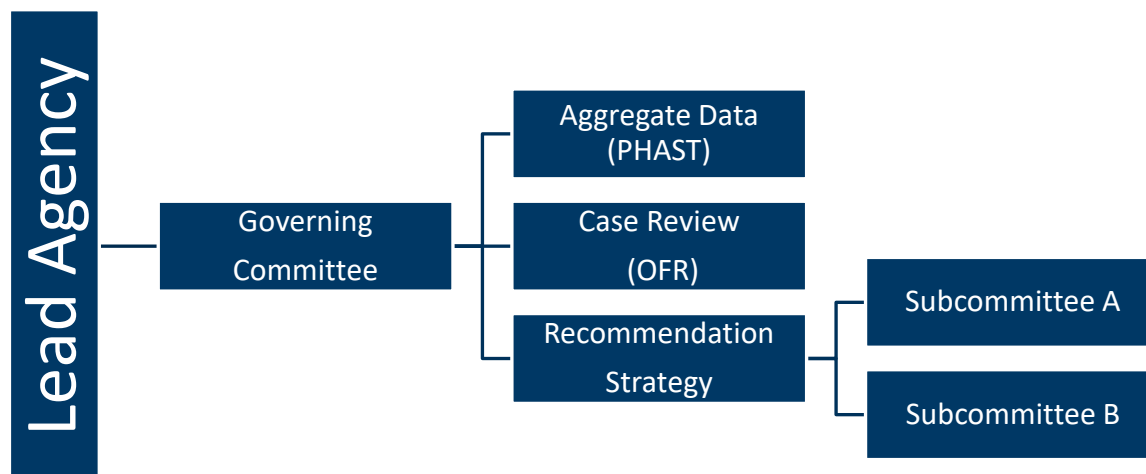 Lead Agency
Governing
Committee
Aggregate Data
(PHAST)
Case Review
(OFR)
Recommendation
Strategy
Subcommittee A
Subcommittee B